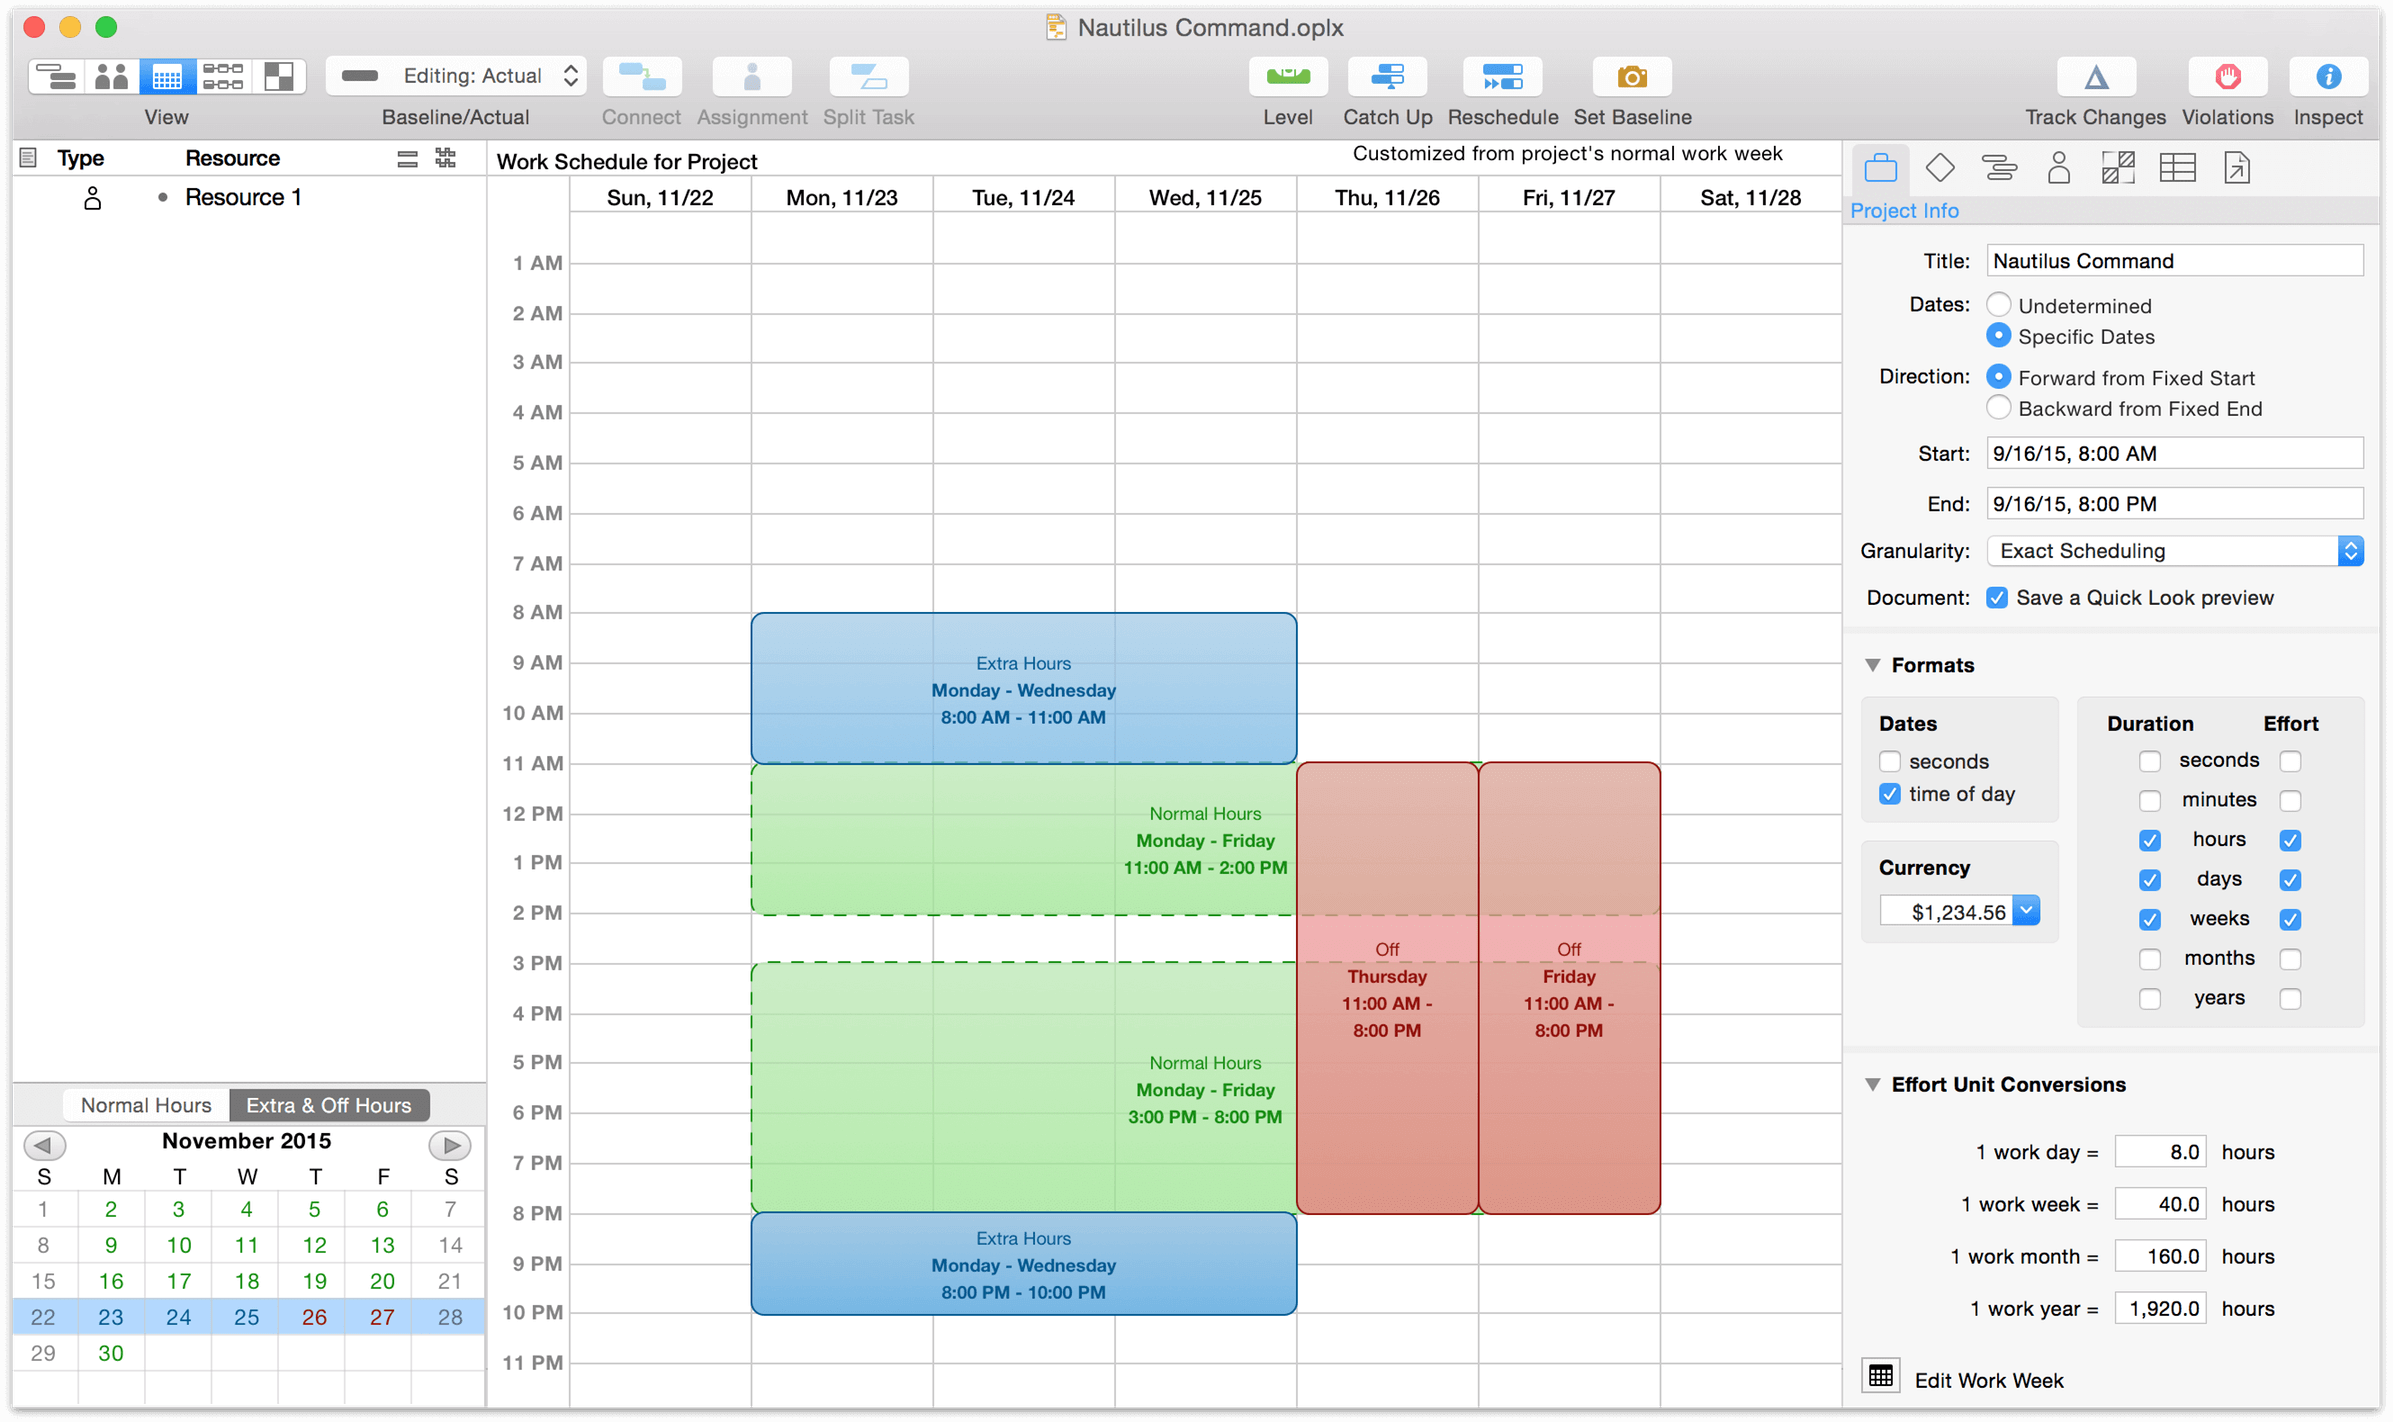 Nautilus Command.oplx
View
Editing: Actual
Baseline/Actual
Connect
Assignment
Split Task
Level
Catch Up
Reschedule
Set Baseline
Track Changes
Violations
Inspect
Type Resource
Resource 1
Work Schedule for Project
Customized from project's normal work week
Sun, 11/22 Mon, 11/23 Tue, 11/24 Wed, 11/25 Thu, 11/26 Fri, 11/27 Sat, 11/28
1 AM
2 AM
3 AM
4 AM
5 AM
6 AM
7 AM
8 AM
9 AM
10 AM
11 AM
12 PM
1 PM
2 PM
3 PM
4 PM
5 PM
6 PM
7 PM
8 PM
9 PM
10 PM
11 PM
Extra Hours
Monday - Wednesday
8:00 AM - 11:00 AM
Normal Hours
Monday - Friday
11:00 AM - 2:00 PM
Off
Thursday
11:00 AM -
8:00 PM
Off
Friday
11:00 AM -
8:00 PM
Normal Hours
Monday - Friday
3:00 PM - 8:00 PM
Extra Hours
Monday - Wednesday
8:00 PM - 10:00 PM
Normal Hours Extra & Off Hours
November 2015
S M T W T F S
1 2 3 4 5 6 7
8 9 10 11 12 13 14
15 16 17 18 19 20 21
22 23 24 25 26 27 28
29 30
Project Info
Title: Nautilus Command
Dates: Undetermined
Specific Dates
Direction: Forward from Fixed Start
Backward from Fixed End
Start: 9/16/15, 8:00 AM
End: 9/16/15, 8:00 PM
Granularity: Exact Scheduling
Document: Save a Quick Look preview
Formats
Dates
seconds
time of day
Currency
$1,234.56
Duration Effort
seconds
minutes
hours
days
weeks
months
years
Effort Unit Conversions
1 work day = 8.0 hours
1 work week = 40.0 hours
1 work month = 160.0 hours
1 work year = 1,920.0 hours
Edit Work Week